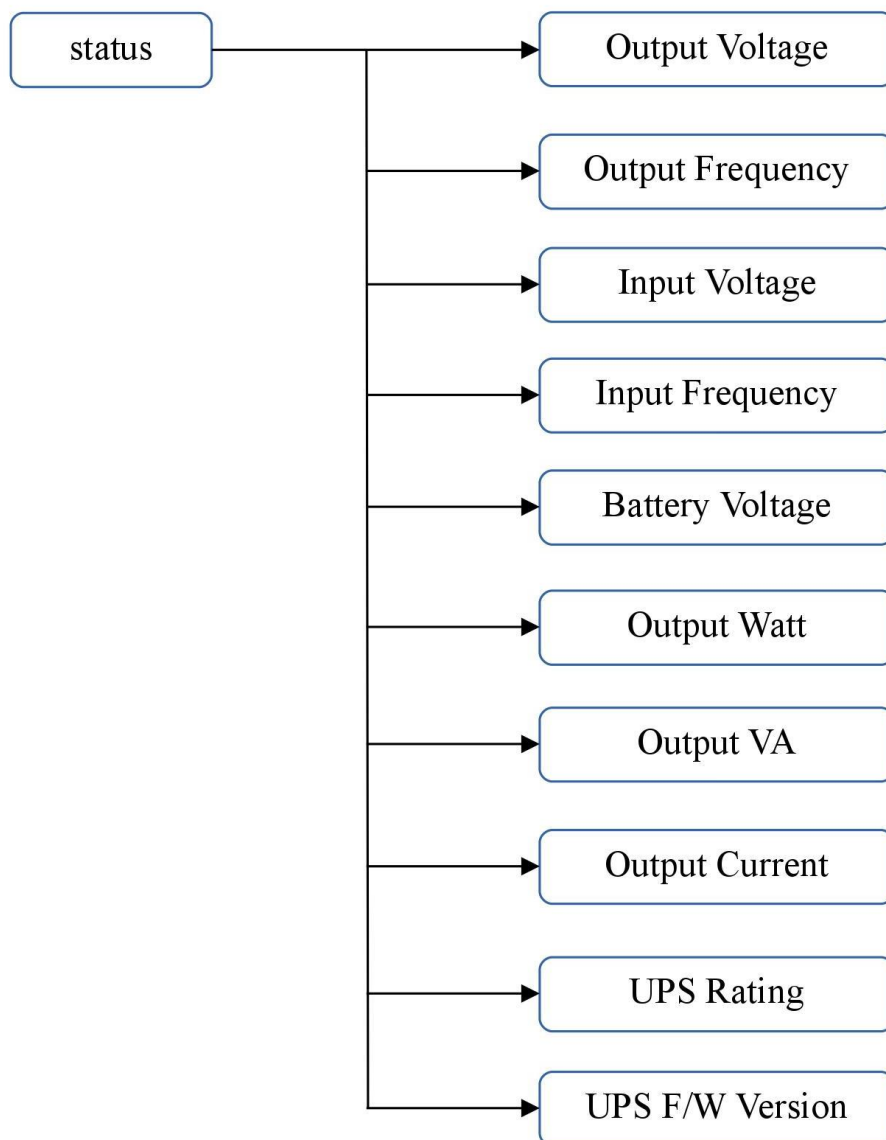 status
Output Voltage
Output Frequency
Input Voltage
Input Frequency
Battery Voltage
Output Watt
Output VA
Output Current
UPS Rating
UPS F/W Version